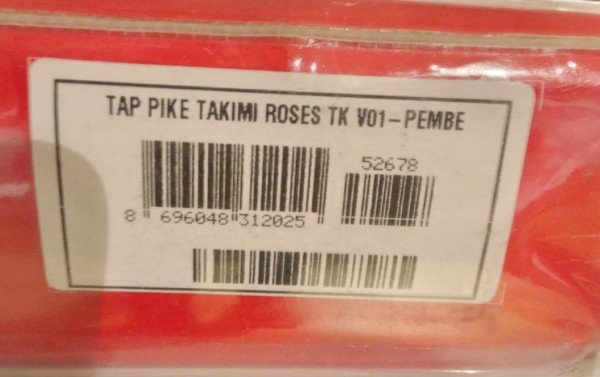 TAP PIKE TAKIMI ROSES TK V01-PEMBE
52678
8 "696048"312025 "